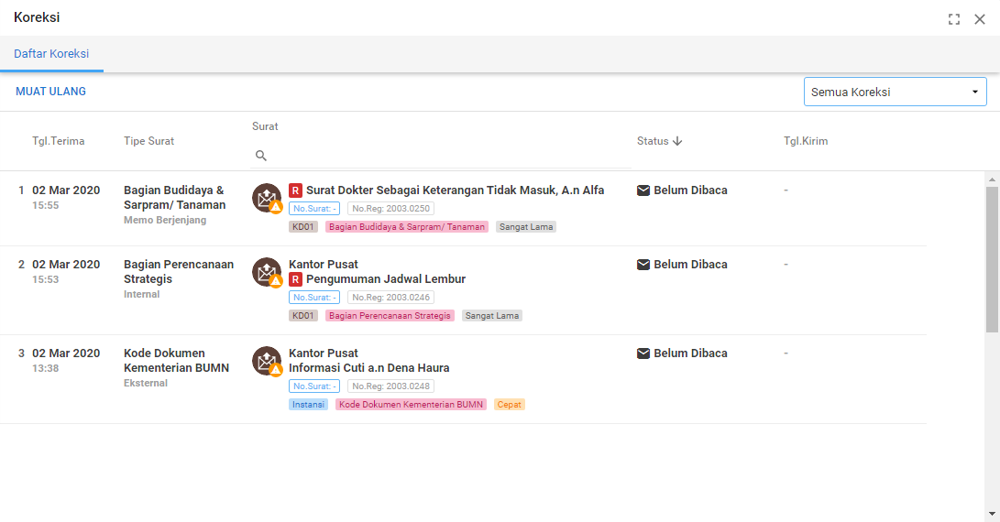 Koreksi
Daftar Koreksi
MUAT ULANG
Semua Koreksi
Tgl.Terima
Tipe Surat
Surat
Status
Tgl.Kirim
1
02 Mar 2020
15:55
Bagian Budidaya &
Sarpram/ Tanaman
Memo Berjenjang
R Surat Dokter Sebagai Keterangan Tidak Masuk, A.n Alfa
No.Surat: - No.Reg: 2003.0250
KD01 Bagian Budidaya & Sarpram/ Tanaman Sangat Lama
Belum Dibaca
-
2
02 Mar 2020
15:53
Bagian Perencanaan
Strategis
Internal
Kantor Pusat
R Pengumuman Jadwal Lembur
No.Surat: - No.Reg: 2003.0246
KD01 Bagian Perencanaan Strategis Sangat Lama
Belum Dibaca
-
3
02 Mar 2020
13:38
Kode Dokumen
Kementerian BUMN
Eksternal
Kantor Pusat
Informasi Cuti a.n Dena Haura
No.Surat: - No.Reg: 2003.0248
Instansi Kode Dokumen Kementerian BUMN Cepat
Belum Dibaca
-